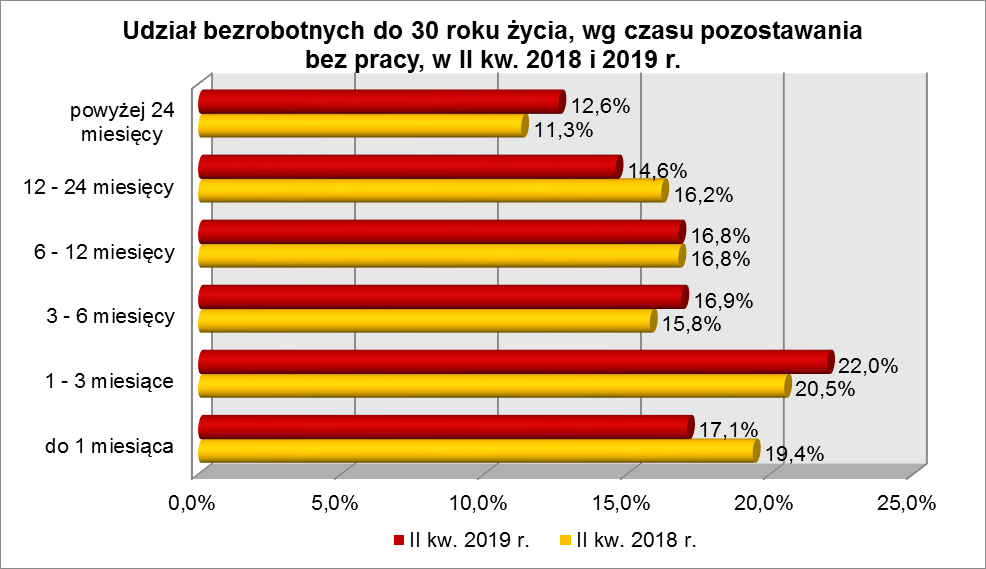 Udział bezrobotnych do 30 roku życia, wg czasu pozostawania
bez pracy, w II kw. 2018 i 2019 r.
powyżej 24
miesięcy
12,6%
11,3%
12 - 24 miesięcy
14,6%
16,2%
6 - 12 miesięcy
16,8%
16,8%
3 - 6 miesięcy
16,9%
15,8%
1 - 3 miesiące
22,0%
20,5%
do 1 miesiąca
17,1%
19,4%
0,0% 5,0% 10,0% 15,0% 20,0% 25,0%
II kw. 2019 r. II kw. 2018 r.